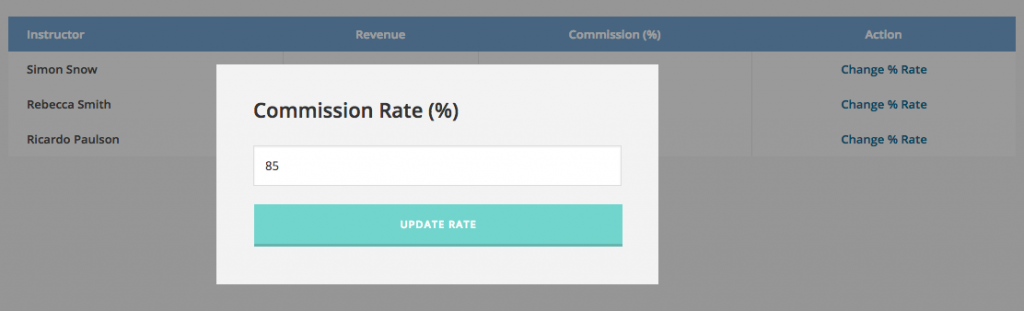 Instructor Revenue Commission (%) Action
Simon Snow Change % Rate
Rebecca Smith Change % Rate
Ricardo Paulson Change % Rate
Commission Rate (%)
85
UPDATE RATE